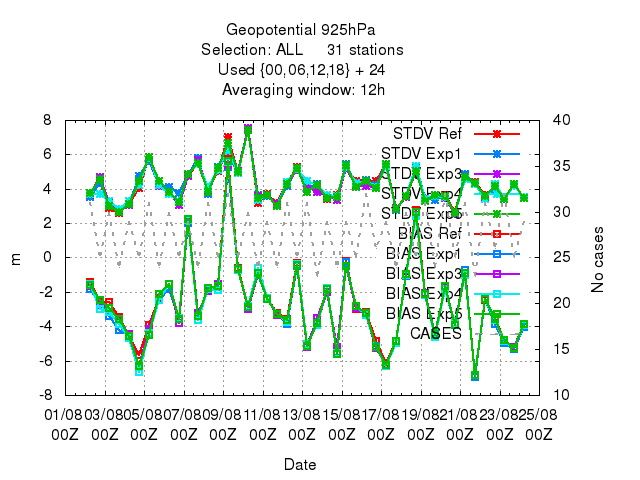 Geopotential 925hPa
Selection: ALL 31 stations
Used {00,06,12,18} + 24
Averaging window: 12h
8 40
STDV Ref
6 STDV Exp1 35
STDV Exp3
4 STDV Exp4
STDV Exp5 30
2 BIAS Ref
m 0 BIAS Exp1 25 No cases
BIAS Exp3
-2 BIAS Exp4 20
BIAS Exp5
-4 CASES 15
-6
-8 10
01/08 03/08 05/08 07/08 09/08 11/08 13/08 15/08 17/08 19/08 21/08 23/08 25/08
00Z 00Z 00Z 00Z 00Z 00Z 00Z 00Z 00Z 00Z 00Z 00Z 00Z
Date